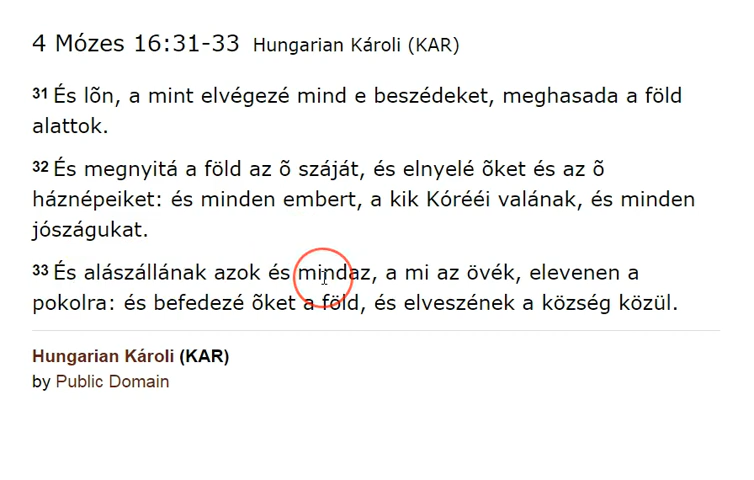 4 Mózes 16:31-33 Hungarian Károli (KAR)
31 És lõn, a mint elvégezé mind e beszédeket, meghasada a föld
alattok.
32 És megnyitá a föld az õ száját, és elnyelé õket és az õ
háznépeiket: és minden embert, a kik Kórééi valának, és minden
jószágukat.
33 És alászállának azok és mindaz, a mi az övék, elevenen a
pokolra: és befedezé õket a föld, és elveszének a község közül.
Hungarian Károli (KAR)
by Public Domain